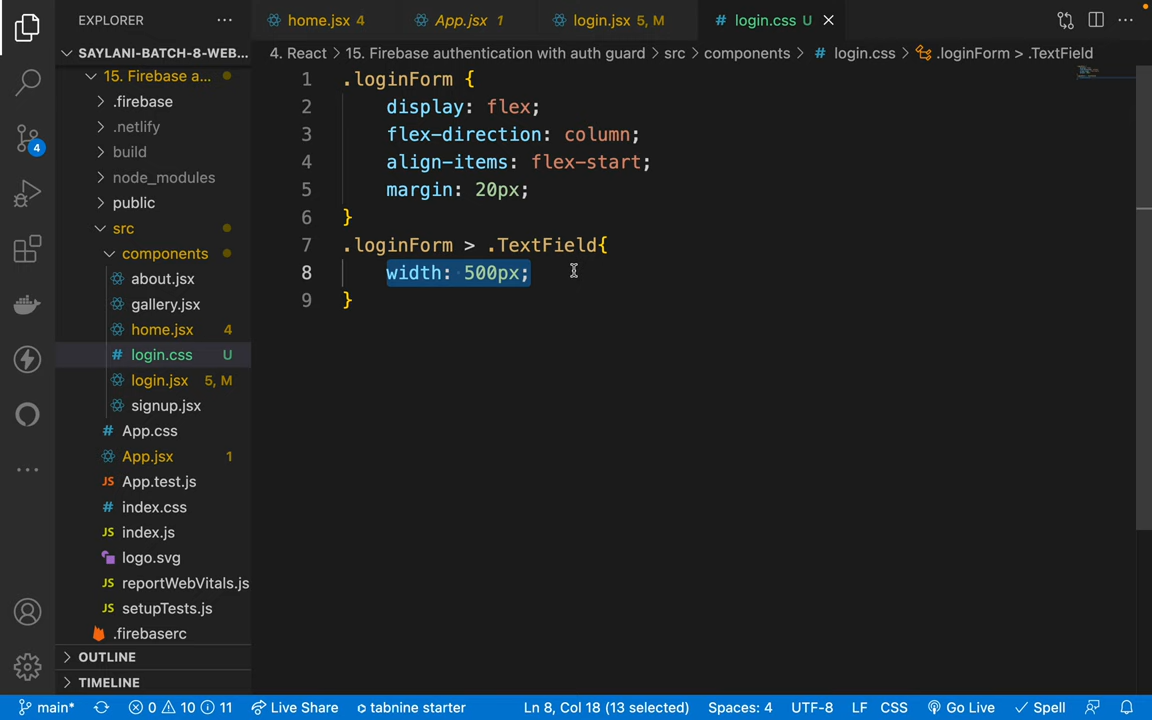 EXPLORER
home.jsx 4
App.jsx 1
login.jsx 5, M
# login.css U
SAYLANI-BATCH-8-WEB...
4. React > 15. Firebase authentication with auth guard > src > components > # login.css > .loginForm > .TextField
15. Firebase a...
.firebase
.netlify
build
node_modules
public
src
components
about.jsx
gallery.jsx
home.jsx 4
# login.css U
login.jsx 5, M
signup.jsx
# App.css
App.jsx 1
JS App.test.js
# index.css
JS index.js
logo.svg
JS reportWebVitals.js
JS setupTests.js
.firebaserc
OUTLINE
TIMELINE
4
1 .loginForm {
2 display: flex;
3 flex-direction: column;
4 align-items: flex-start;
5 margin: 20px;
6 }
7 .loginForm > .TextField{
8 width: 500px;
9 }
main* 0 10 11 Live Share tabnine starter Ln 8, Col 18 (13 selected) Spaces: 4 UTF-8 LF CSS Go Live Spell